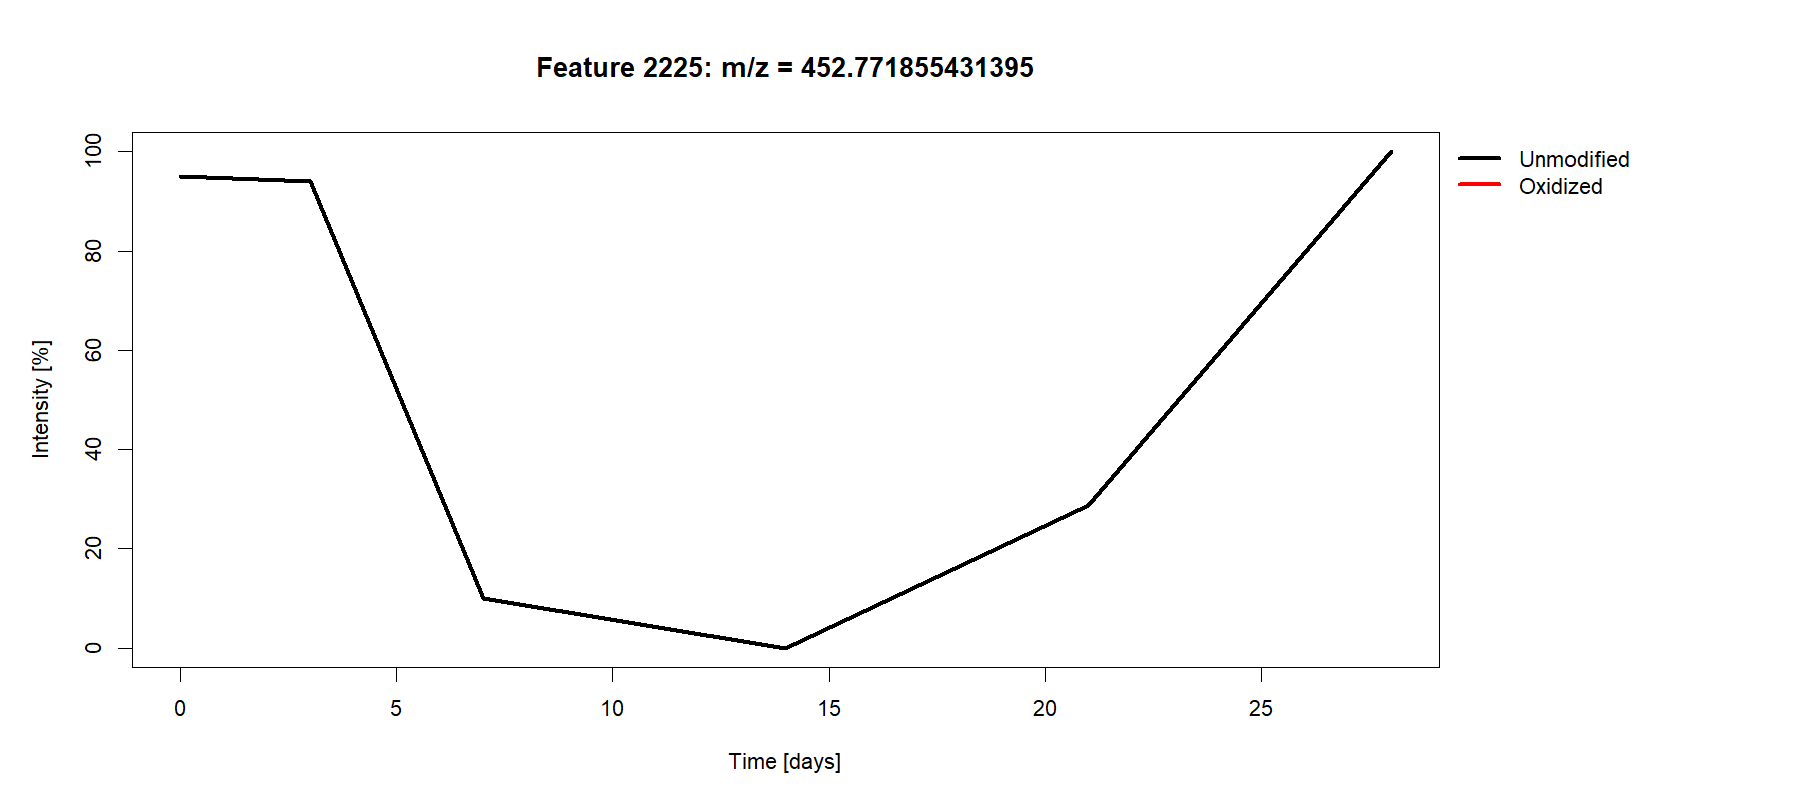 Feature 2225: m/z = 452.771855431395
Unmodified
Oxidized
Intensity [%]
100
80
60
40
20
0
0 5 10 15 20 25
Time [days]